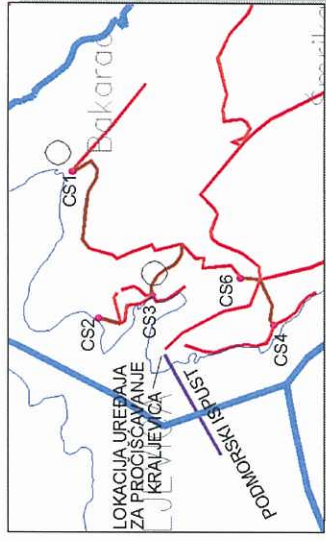 Bakarac
CS1
CS2
CS3
CS6
CS4
LOKACIJA UREĐAJA
ZA PROČIŠĆAVANJE
KRALJEVICA
PODMORSKI ISPUST